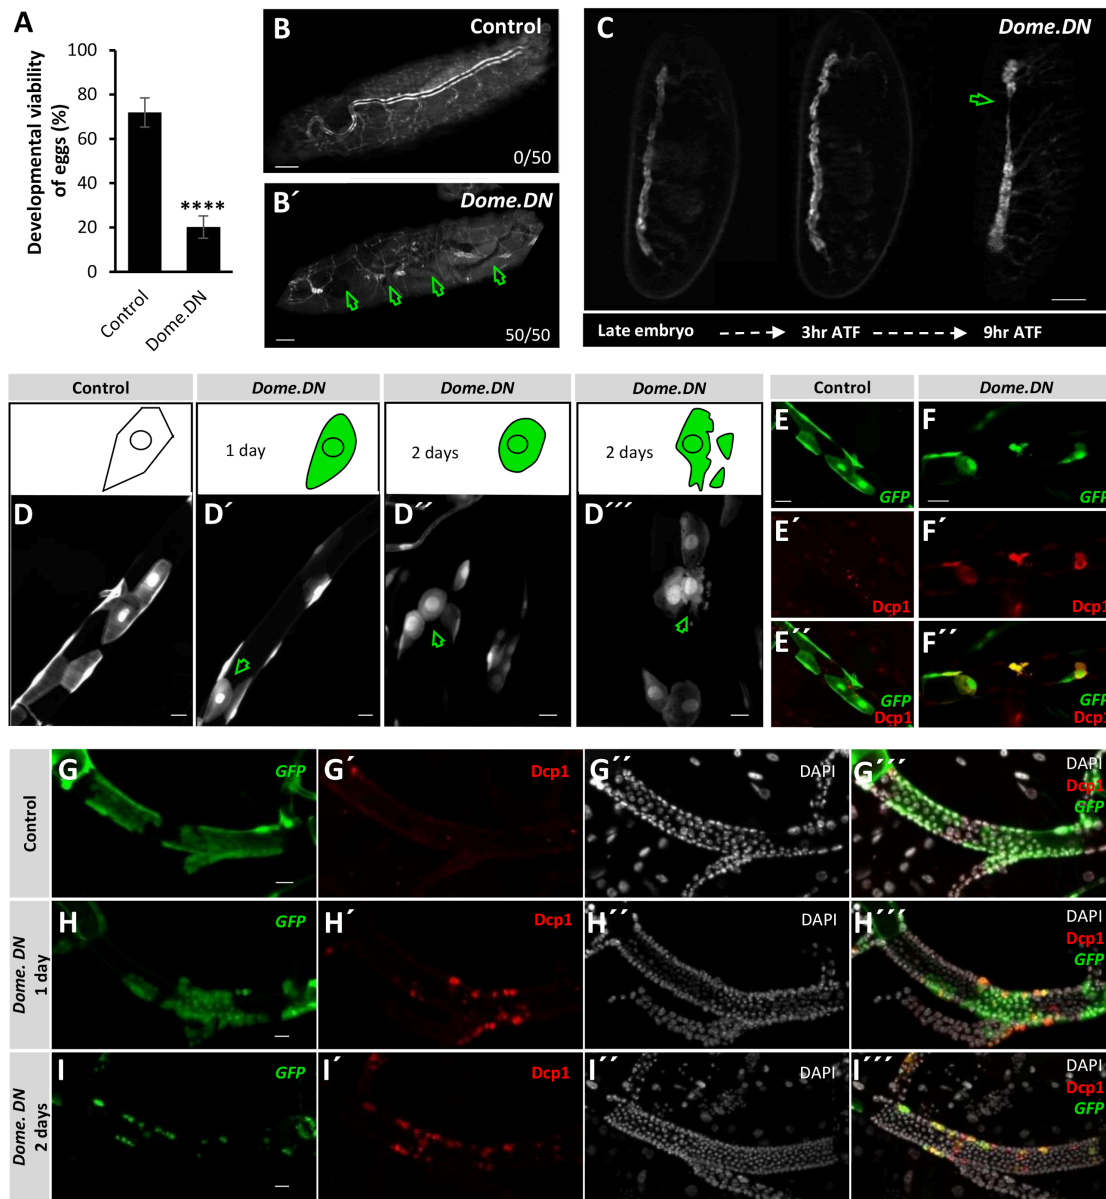 A
Developmental viability
of eggs (%)
100
80
60
40
20
0
****
Control
Dome.DN
B
Control
0/50
B´
Dome.DN
50/50
C
Dome.DN
Late embryo
3hr ATF
9hr ATF
Control
Dome.DN
Dome.DN
Dome.DN
1 day
2 days
2 days
D
D´
D´´
D´´´
Control
Dome.DN
E
GFP
F
GFP
E´
Dcp1
F´
Dcp1
E´´
GFP
Dcp1
F´´
GFP
Dcp1
Control
G
GFP
G´
Dcp1
G´´
DAPI
G´´´
DAPI
Dcp1
GFP
Dome. DN
1 day
H
GFP
H´
Dcp1
H´´
DAPI
H´´´
DAPI
Dcp1
GFP
Dome. DN
2 days
I
GFP
I´
Dcp1
I´´
DAPI
I´´´
DAPI
Dcp1
GFP